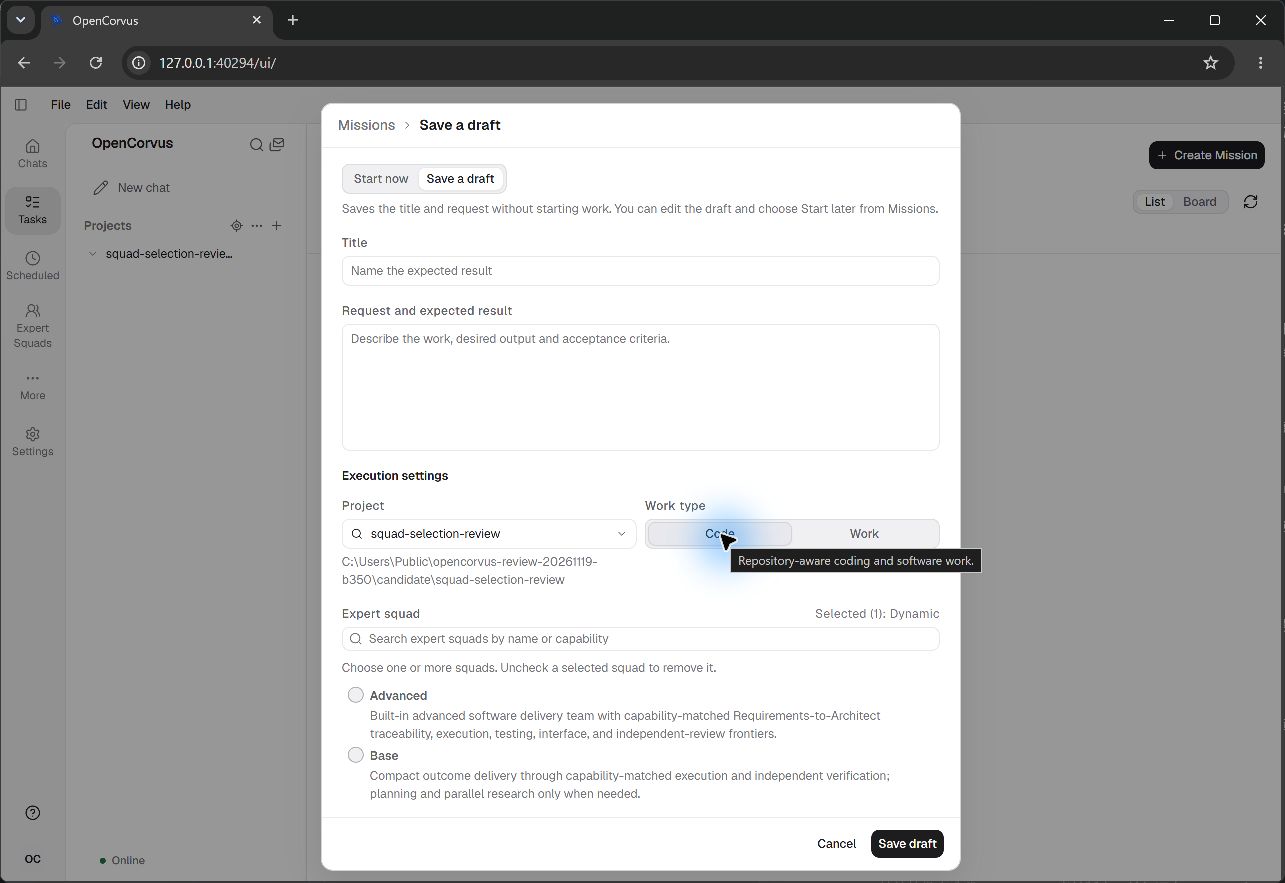 OpenCorvus
127.0.0.1:40294/ui/
File Edit View Help
Chats
Tasks
Scheduled
Expert
Squads
More
Settings
OC
OpenCorvus
New chat
Projects
squad-selection-revie...
Online
+ Create Mission
List Board
Missions > Save a draft
Start now Save a draft
Saves the title and request without starting work. You can edit the draft and choose Start later from Missions.
Title
Name the expected result
Request and expected result
Describe the work, desired output and acceptance criteria.
Execution settings
Project Work type
squad-selection-review Code Work
Repository-aware coding and software work.
C:\Users\Public\opencorvus-review-20261119-
b350\candidate\squad-selection-review
Expert squad Selected (1): Dynamic
Search expert squads by name or capability
Choose one or more squads. Uncheck a selected squad to remove it.
Advanced
Built-in advanced software delivery team with capability-matched Requirements-to-Architect
traceability, execution, testing, interface, and independent-review frontiers.
Base
Compact outcome delivery through capability-matched execution and independent verification;
planning and parallel research only when needed.
Cancel Save draft